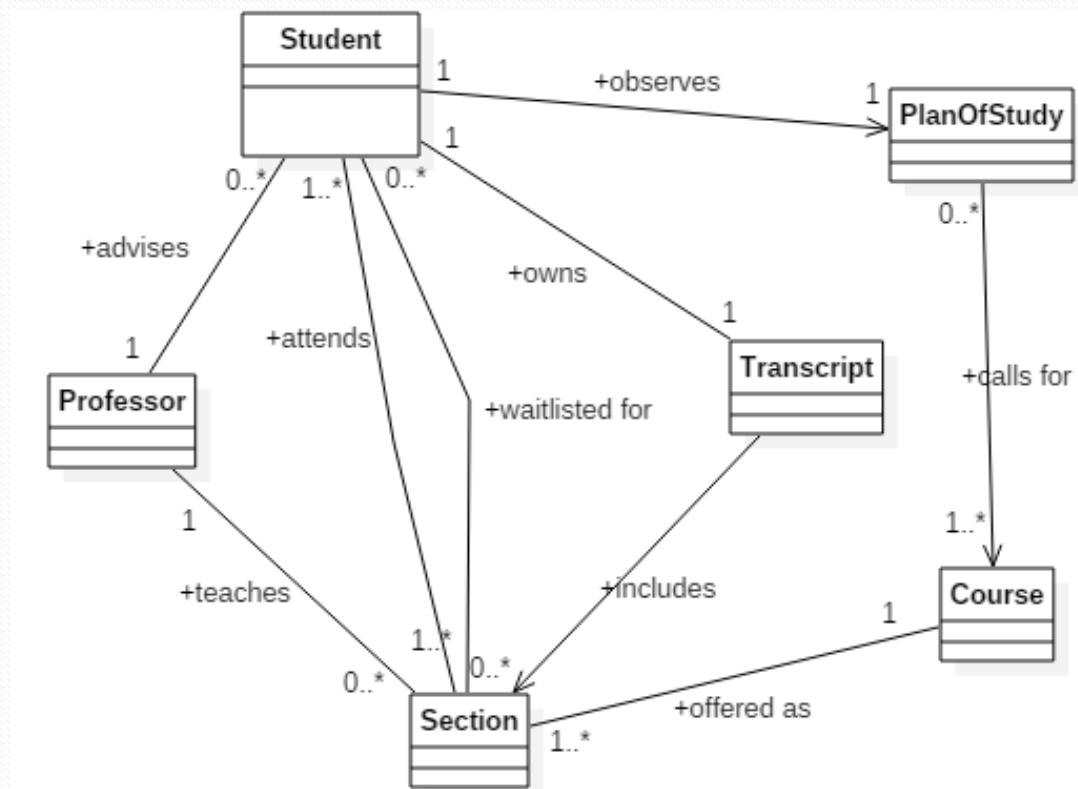 Student
1
+observes
1
PlanOfStudy
1
0..*
1..*
0..*
0..*
+advises
+owns
1
+attends
1
Transcript
+calls for
Professor
+waitlisted for
1
1..*
+teaches
+includes
Course
1
1..*
0..*
0..*
Section
+offered as
1..*